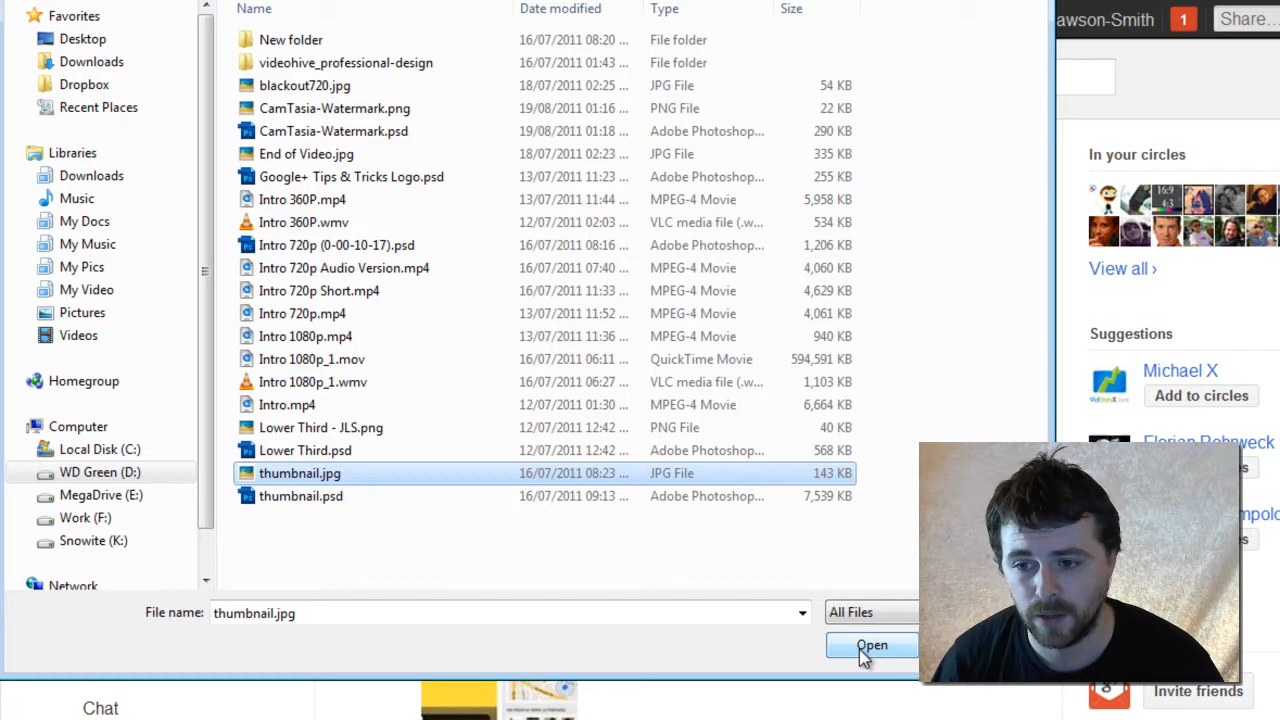 Favorites
Desktop
Downloads
Dropbox
Recent Places
Libraries
Downloads
Music
My Docs
My Music
My Pics
My Video
Pictures
Videos
Homegroup
Computer
Local Disk (C:)
WD Green (D:)
MegaDrive (E:)
Work (F:)
Snowite (K:)
Network
Name Date modified Type Size
New folder 16/07/2011 08:20 ... File folder
videohive_professional-design 16/07/2011 01:43 ... File folder
blackout720.jpg 18/07/2011 02:25 ... JPG File 54 KB
CamTasia-Watermark.png 19/08/2011 01:16 ... PNG File 22 KB
CamTasia-Watermark.psd 19/08/2011 01:18 ... Adobe Photoshop... 290 KB
End of Video.jpg 18/07/2011 02:23 ... JPG File 335 KB
Google+ Tips & Tricks Logo.psd 13/07/2011 11:23 ... Adobe Photoshop... 255 KB
Intro 360P.mp4 13/07/2011 11:44 ... MPEG-4 Movie 5,958 KB
Intro 360P.wmv 12/07/2011 02:03 ... VLC media file (.w... 534 KB
Intro 720p (0-00-10-17).psd 16/07/2011 08:16 ... Adobe Photoshop... 1,206 KB
Intro 720p Audio Version.mp4 16/07/2011 07:40 ... MPEG-4 Movie 4,060 KB
Intro 720p Short.mp4 13/07/2011 11:33 ... MPEG-4 Movie 4,629 KB
Intro 720p.mp4 13/07/2011 11:52 ... MPEG-4 Movie 4,061 KB
Intro 1080p.mp4 13/07/2011 11:36 ... MPEG-4 Movie 940 KB
Intro 1080p_1.mov 16/07/2011 06:11 ... QuickTime Movie 594,591 KB
Intro 1080p_1.wmv 16/07/2011 06:27 ... VLC media file (.w... 1,103 KB
Intro.mp4 12/07/2011 01:30 ... MPEG-4 Movie 6,664 KB
Lower Third - JLS.png 12/07/2011 12:42 ... PNG File 40 KB
Lower Third.psd 12/07/2011 12:42 ... Adobe Photoshop... 568 KB
thumbnail.jpg 16/07/2011 08:23 ... JPG File 143 KB
thumbnail.psd 16/07/2011 09:13 ... Adobe Photoshop... 7,539 KB
File name: thumbnail.jpg All Files
Open
awson-Smith 1 Share...
In your circles
16:9
4:3
View all ›
Suggestions
Michael X
Add to circles
Invite friends
Chat